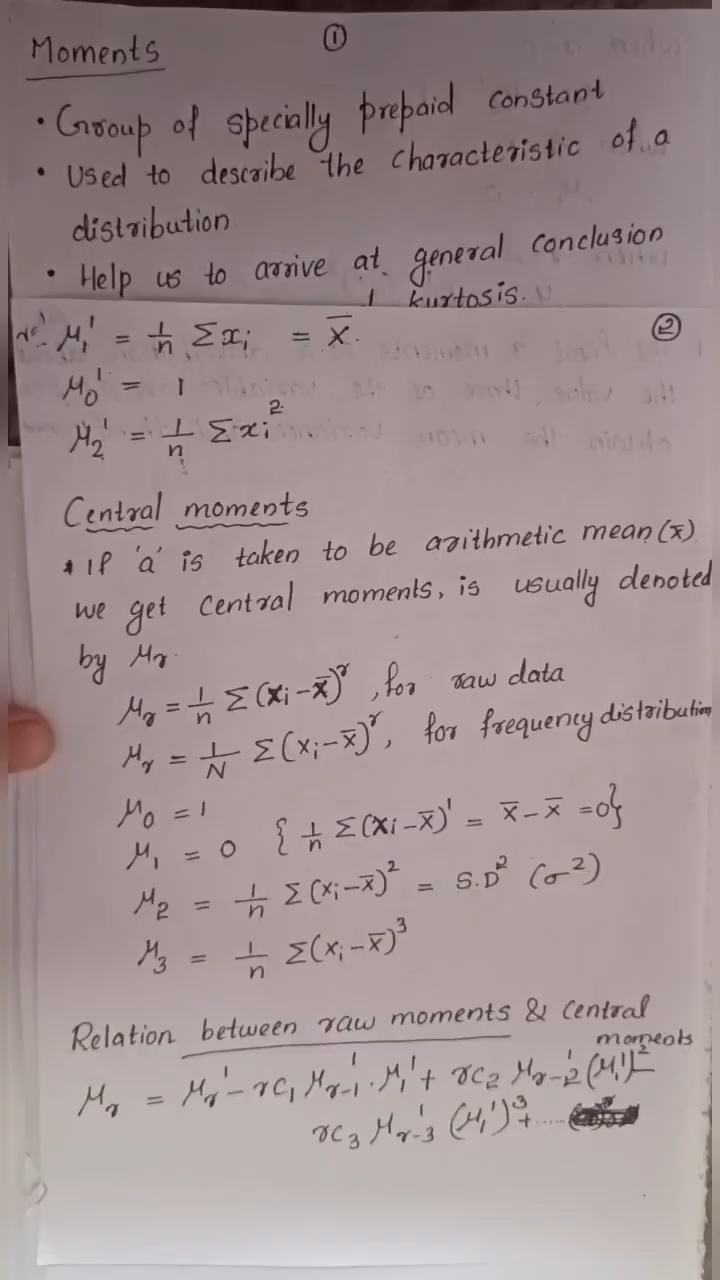 ①
Moments
• Group of specially prepaid constant
• Used to describe the characteristic of a
distribution
• Help us to arrive at general conclusion
kurtosis.
②
μ₁' = 1/n Σxᵢ = x̄.
μ₀' = 1
μ₂' = 1/n Σxᵢ²
Central moments
• If 'a' is taken to be arithmetic mean (x̄)
we get central moments, is usually denoted
by μᵣ.
μᵣ = 1/n Σ(xᵢ-x̄)ʳ, for raw data
μᵣ = 1/N Σ(xᵢ-x̄)ʳ, for frequency distribution
μ₀ = 1
μ₁ = 0 {1/n Σ(xᵢ-x̄)¹ = x̄-x̄ = 0}
μ₂ = 1/n Σ(xᵢ-x̄)² = S.D² (σ²)
μ₃ = 1/n Σ(xᵢ-x̄)³
Relation between raw moments & central
moments
μᵣ = μᵣ' - rc₁ μᵣ₋₁'.μ₁' + rc₂ μᵣ₋₂' (μ₁')² -
rc₃ μᵣ₋₃' (μ₁')³ + .....